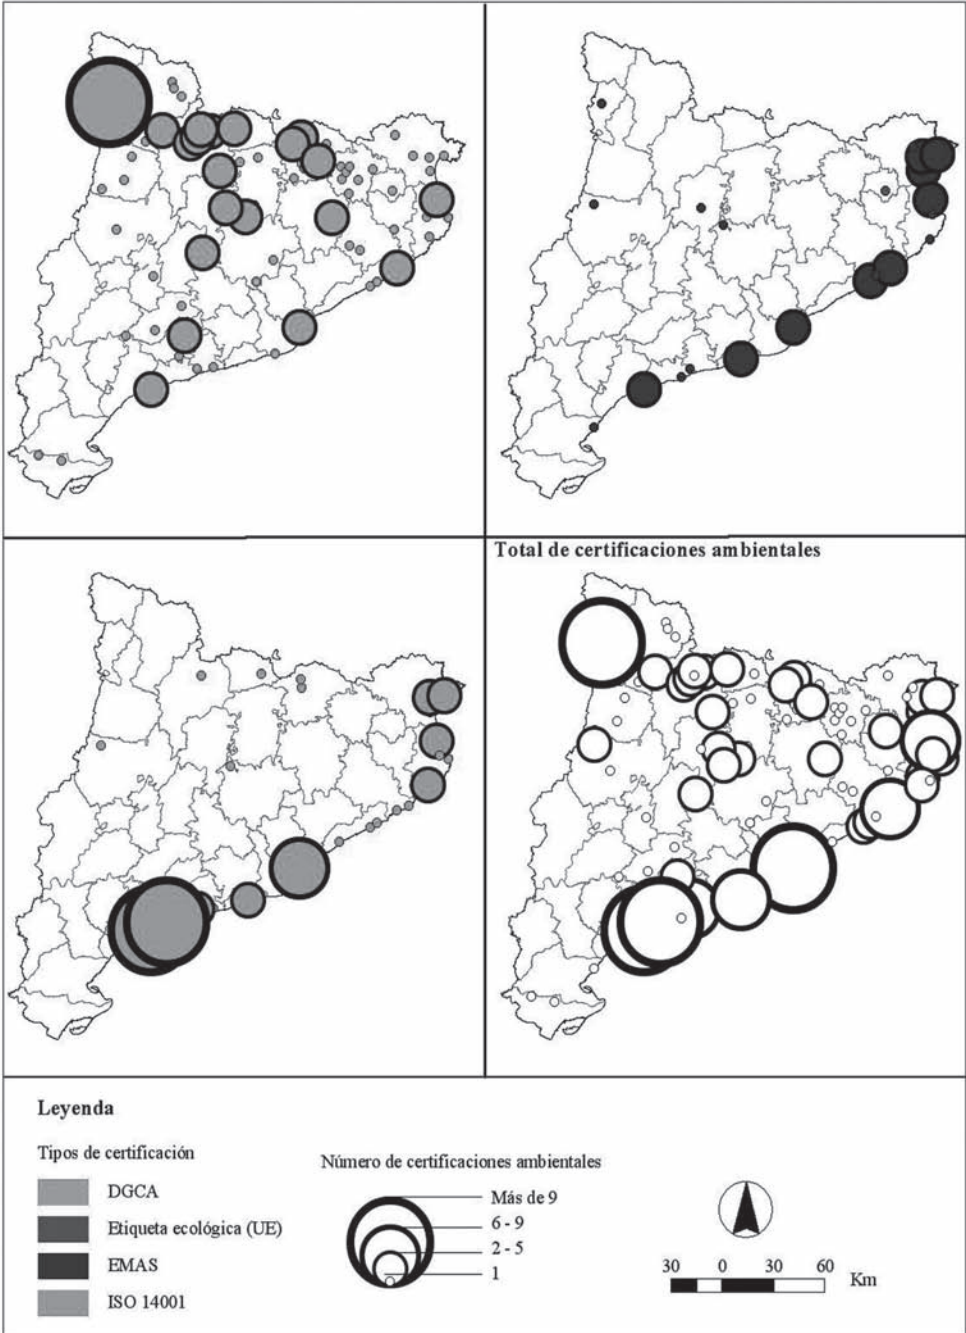 Total de certificaciones ambientales
Leyenda
Tipos de certificación
DGCA
Etiqueta ecológica (UE)
EMAS
ISO 14001
Número de certificaciones ambientales
Más de 9
6 - 9
2 - 5
1
30 0 30 60 Km